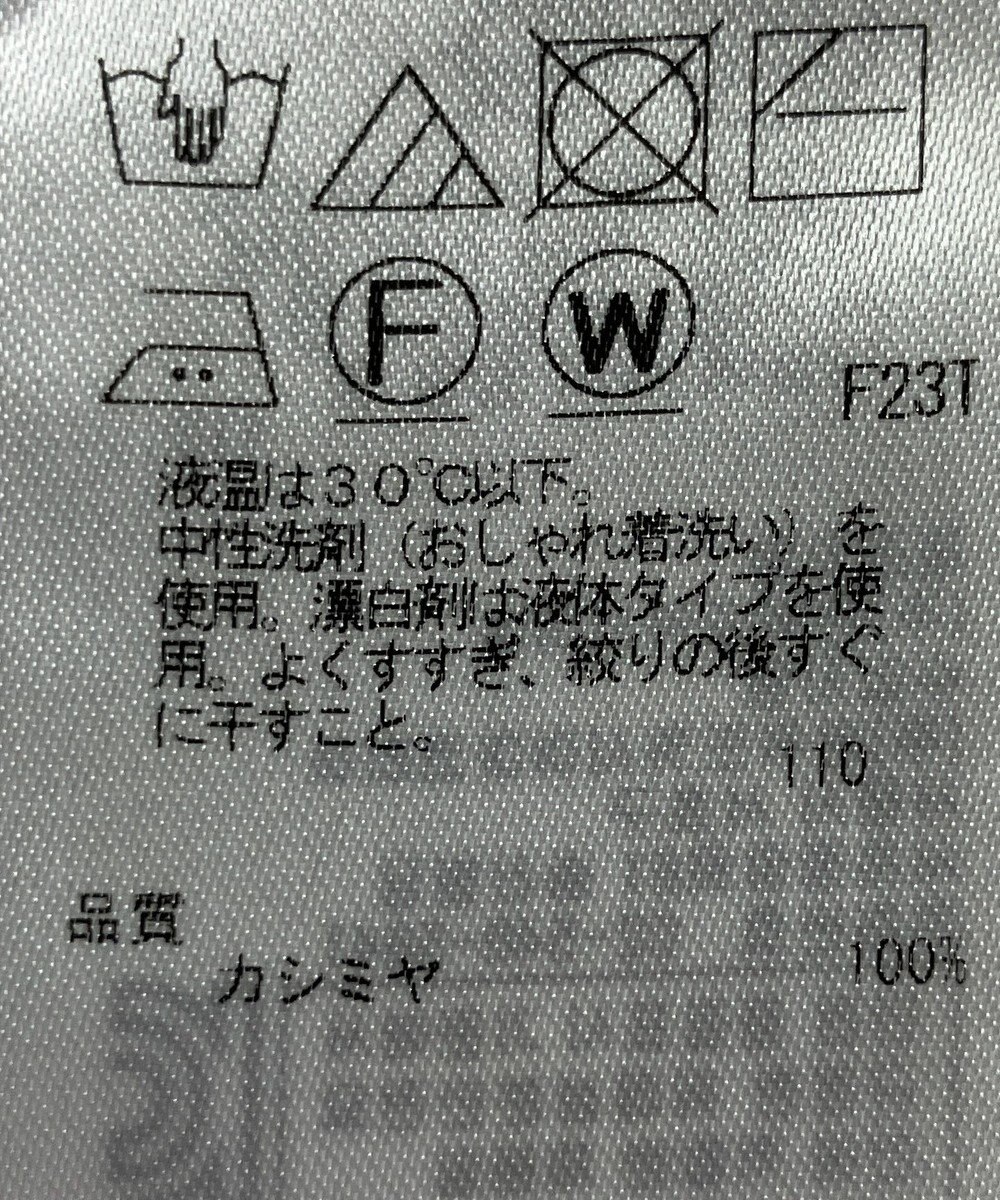 F
W
F23T
液温は30℃以下。
中性洗剤（おしゃれ着洗い）を
使用。漂白剤は液体タイプを使
用。よくすすぎ、絞りの後すぐ
に干すこと。
110
品質
カシミヤ 100%